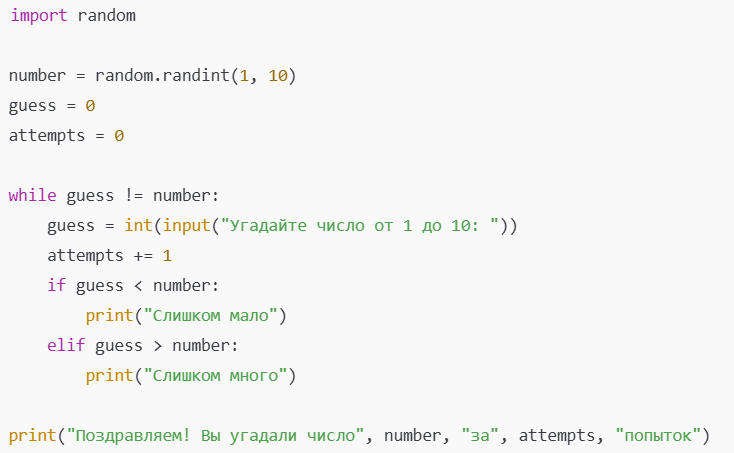 import random
number = random.randint(1, 10)
guess = 0
attempts = 0
while guess != number:
    guess = int(input("Угадайте число от 1 до 10: "))
    attempts += 1
    if guess < number:
        print("Слишком мало")
    elif guess > number:
        print("Слишком много")
print("Поздравляем! Вы угадали число", number, "за", attempts, "попыток")